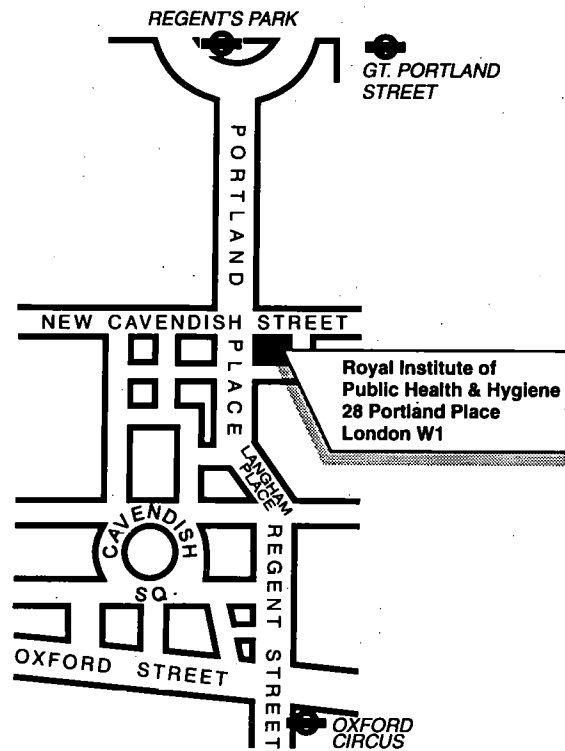 REGENT'S PARK
GT. PORTLAND
STREET
PORTLAND PLACE
NEW CAVENDISH STREET
Royal Institute of
Public Health & Hygiene
28 Portland Place
London W1
LANGHAM
PLACE
CAVENDISH
SQ.
REGENT STREET
OXFORD STREET
OXFORD
CIRCUS